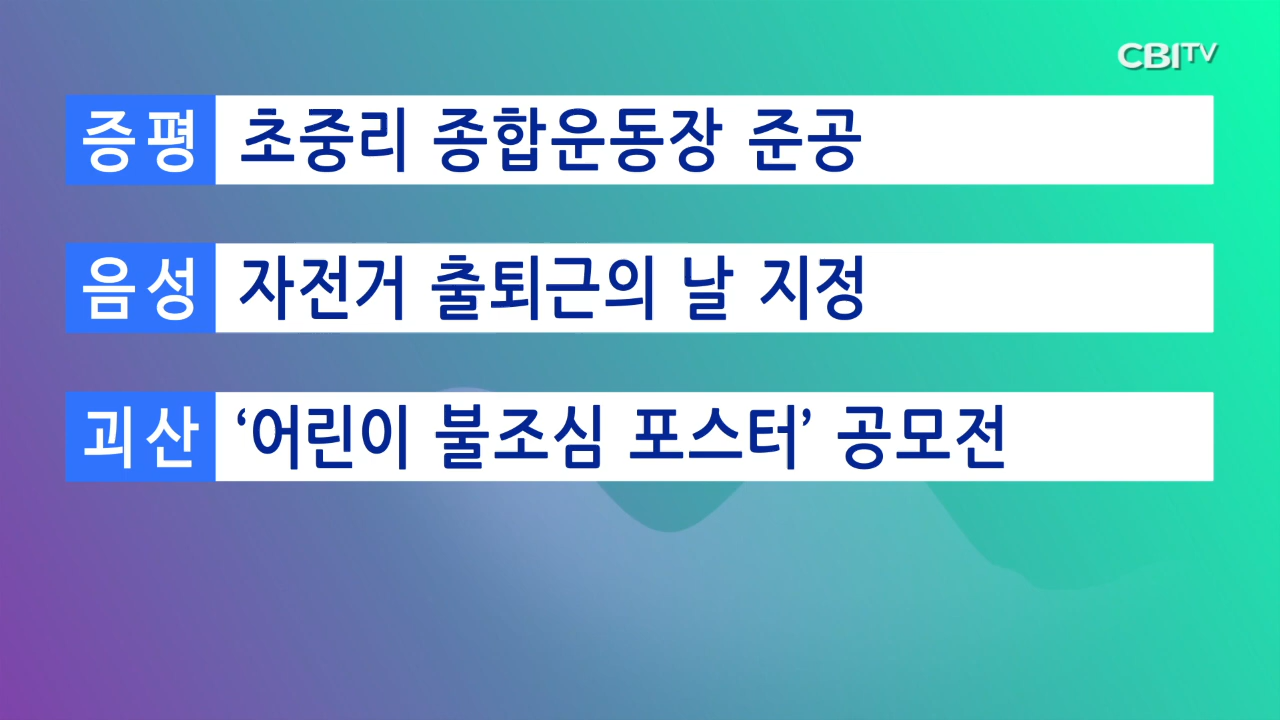 CBITV
증평 초중리 종합운동장 준공
음성 자전거 출퇴근의 날 지정
괴산 ‘어린이 불조심 포스터’ 공모전